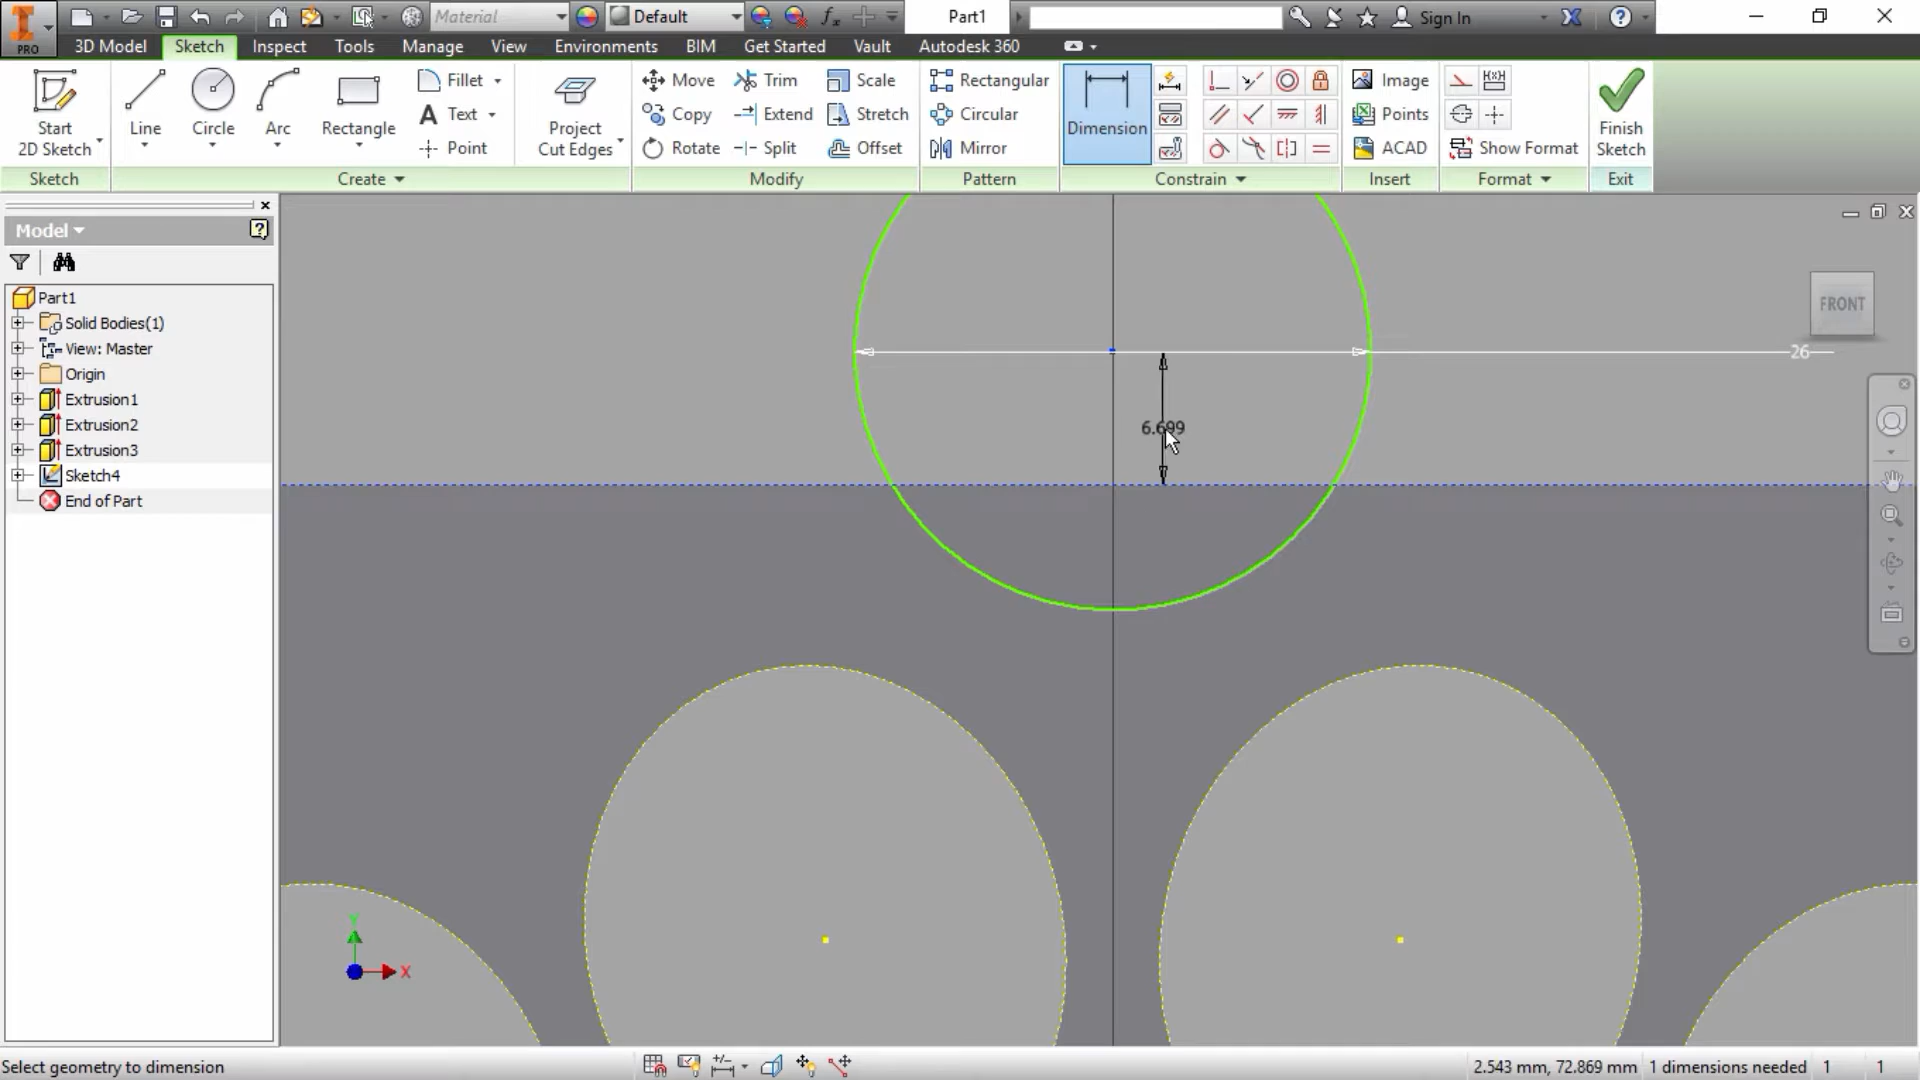 Material
Default
Part1
Sign In
PRO
3D Model
Sketch
Inspect
Tools
Manage
View
Environments
BIM
Get Started
Vault
Autodesk 360
Start
2D Sketch
Line
Circle
Arc
Rectangle
Fillet
Text
Point
Project
Cut Edges
Move
Copy
Rotate
Trim
Extend
Split
Scale
Stretch
Offset
Rectangular
Circular
Mirror
Dimension
Image
Points
ACAD
Show Format
Finish
Sketch
Sketch
Create
Modify
Pattern
Constrain
Insert
Format
Exit
Model
Part1
Solid Bodies(1)
View: Master
Origin
Extrusion1
Extrusion2
Extrusion3
Sketch4
End of Part
FRONT
26
6.699
Y
X
Select geometry to dimension
2.543 mm, 72.869 mm
1 dimensions needed
1
1